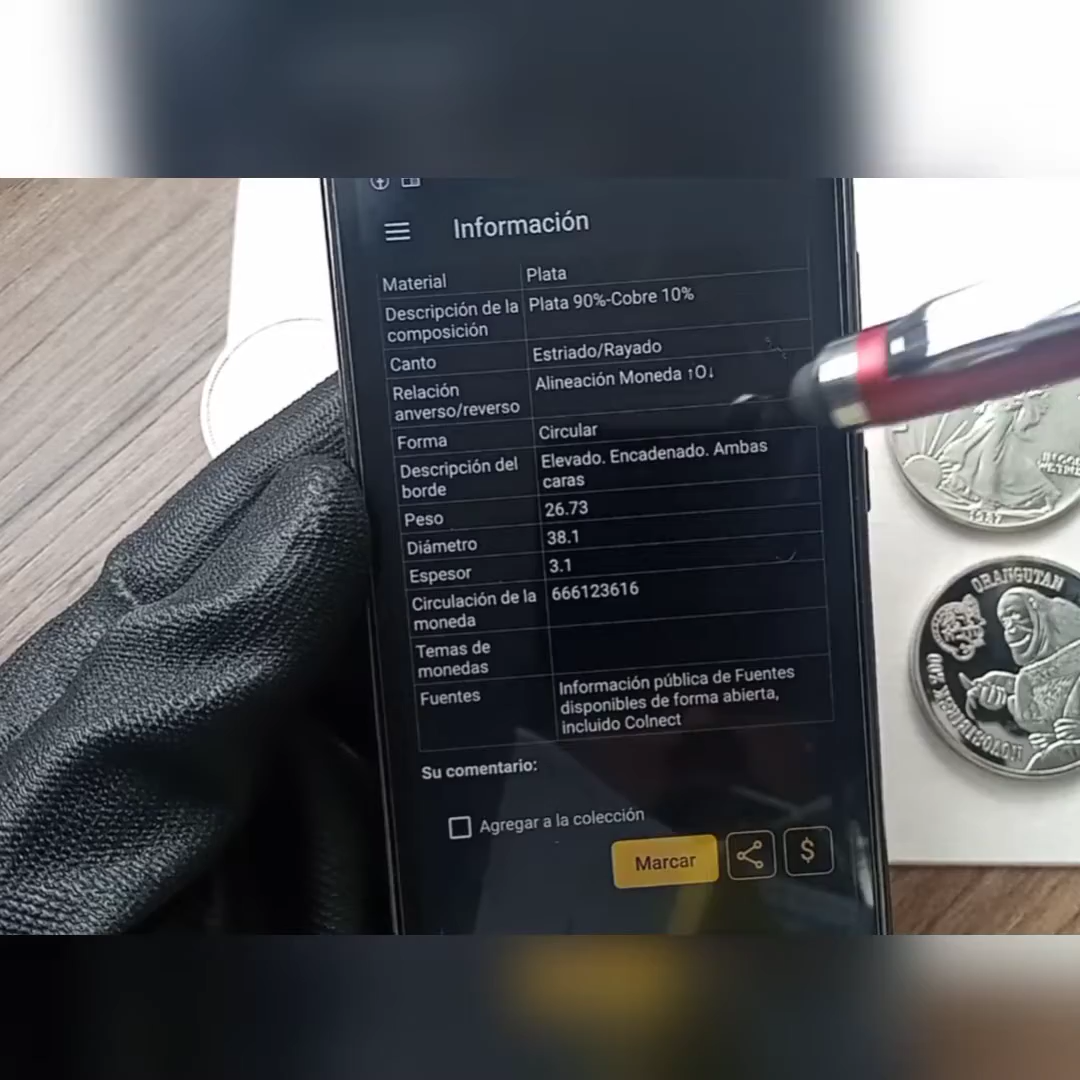 Información
Material Plata
Descripción de la composición Plata 90%-Cobre 10%
Canto Estriado/Rayado
Relación anverso/reverso Alineación Moneda ↑O↓
Forma Circular
Descripción del borde Elevado. Encadenado. Ambas caras
Peso 26.73
Diámetro 38.1
Espesor 3.1
Circulación de la moneda 666123616
Temas de monedas
Fuentes Información pública de Fuentes disponibles de forma abierta, incluido Colnect
Su comentario:
Agregar a la colección
Marcar
$
1987
ORANGUTAN